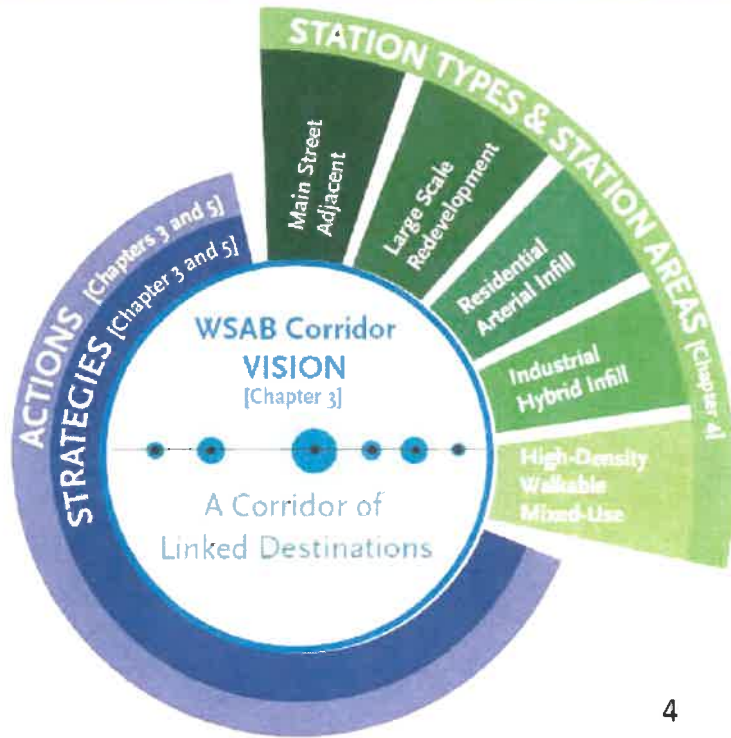 STATION TYPES & STATION AREAS [Chapter 4]
Main Street
Adjacent
Large Scale
Redevelopment
Residential
Arterial Infill
Industrial
Hybrid Infill
High-Density
Walkable
Mixed-Use
ACTIONS [Chapters 3 and 5]
STRATEGIES [Chapter 3 and 5]
WSAB Corridor
VISION
[Chapter 3]
A Corridor of
Linked Destinations
4